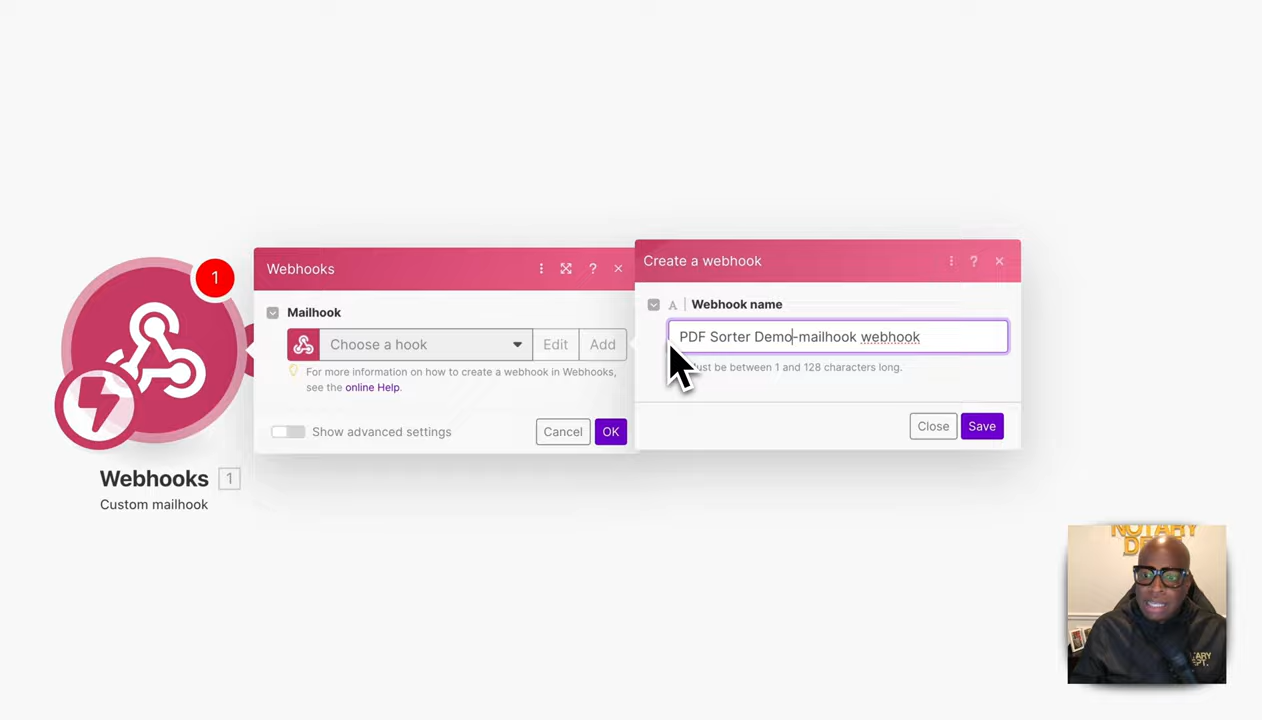 1
Webhooks
Mailhook
Choose a hook
Edit
Add
For more information on how to create a webhook in Webhooks,
see the online Help.
Show advanced settings
Cancel
OK
Create a webhook
A
Webhook name
PDF Sorter Demo-mailhook webhook
be between 1 and 128 characters long.
Close
Save
Webhooks 1
Custom mailhook
NOTARY
NOTARY